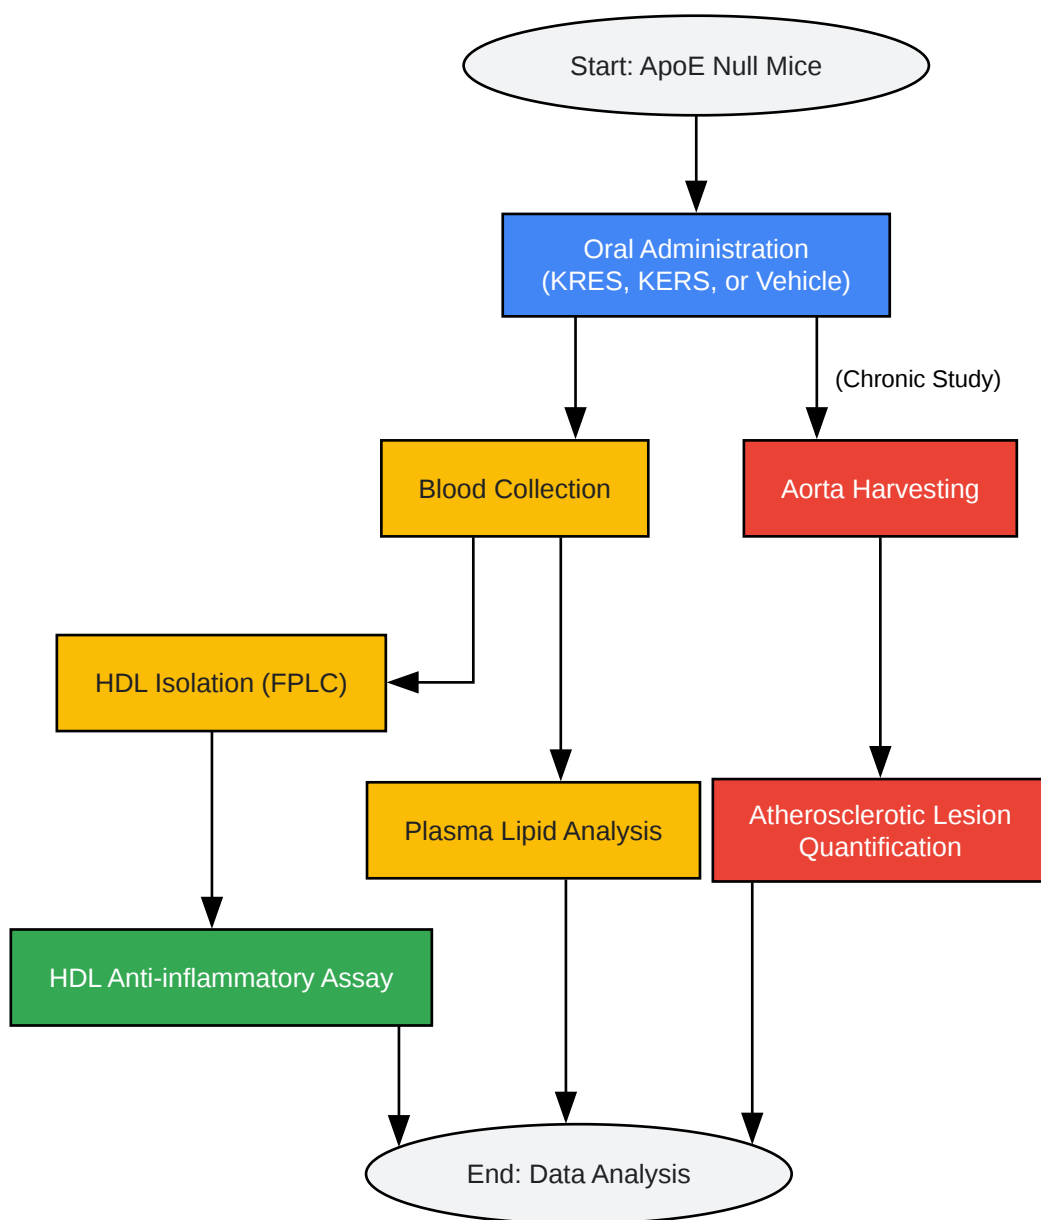 Start: ApoE Null Mice
Oral Administration
(KRES, KERS, or Vehicle)
(Chronic Study)
Blood Collection
Aorta Harvesting
HDL Isolation (FPLC)
Plasma Lipid Analysis
Atherosclerotic Lesion
Quantification
HDL Anti-inflammatory Assay
End: Data Analysis